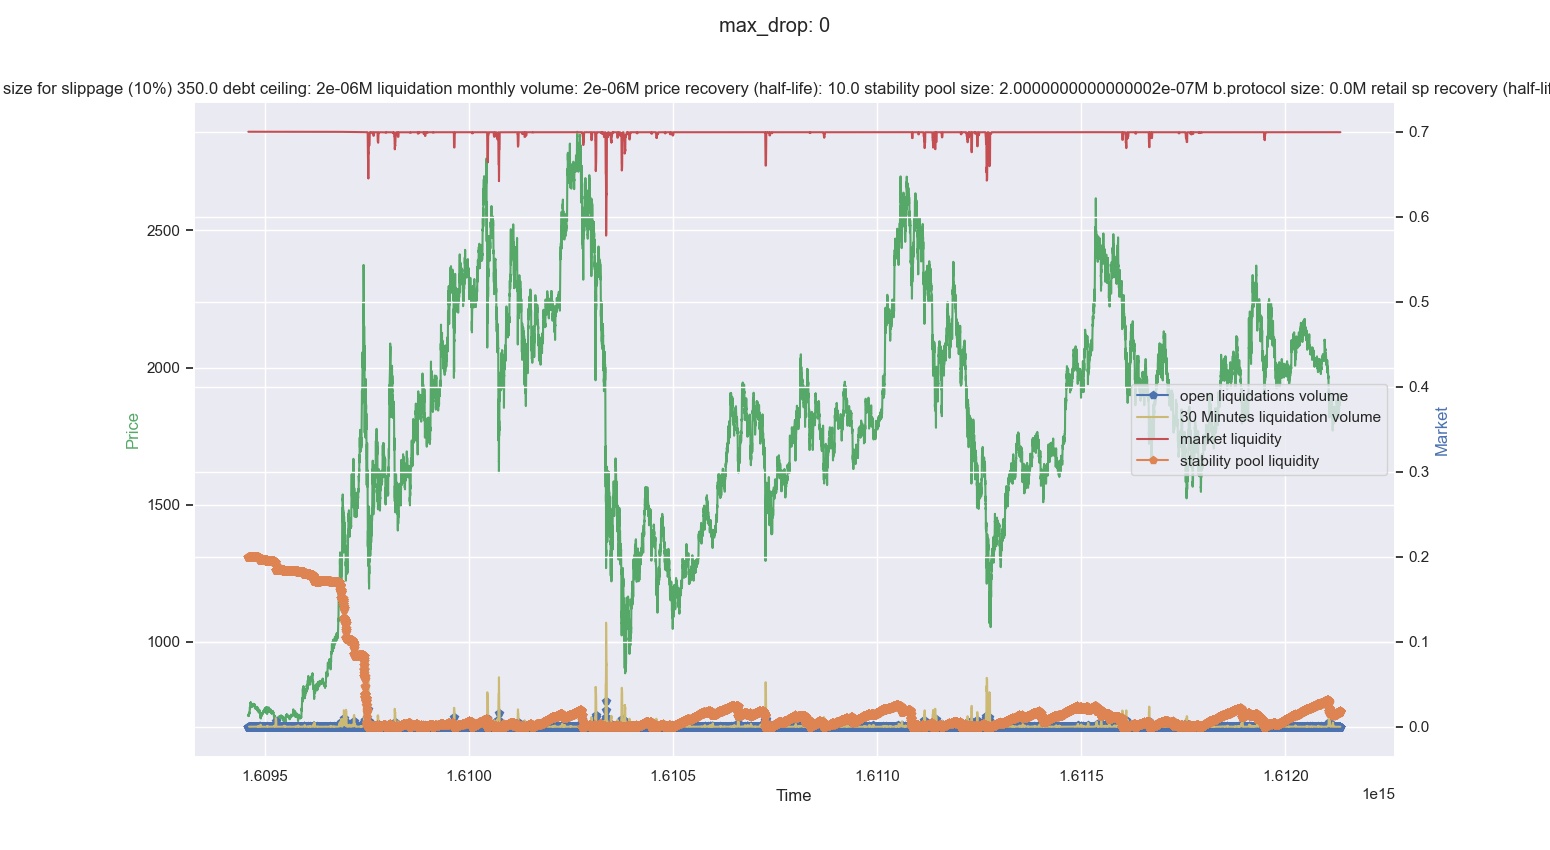 max_drop: 0
size for slippage (10%) 350.0 debt ceiling: 2e-06M liquidation monthly volume: 2e-06M price recovery (half-life): 10.0 stability pool size: 2.0000000000000002e-07M b.protocol size: 0.0M retail sp recovery (half-lif
0.7
0.6
2500
0.5
2000
0.4
open liquidations volume
30 Minutes liquidation volume
market liquidity
stability pool liquidity
Price
Market
0.3
1500
0.2
1000
0.1
0.0
1.6095 1.6100 1.6105 1.6110 1.6115 1.6120
Time
1e15